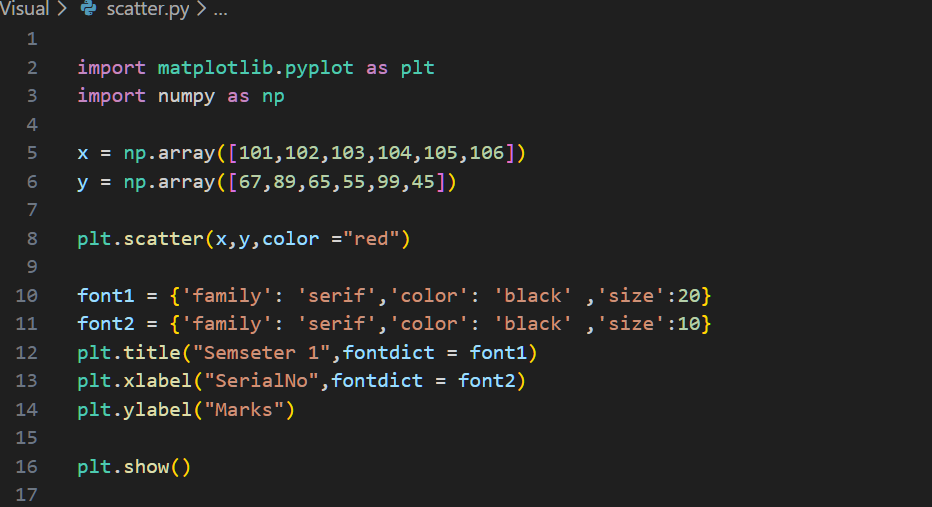 Visual > scatter.py > ...
1
2 import matplotlib.pyplot as plt
3 import numpy as np
4
5 x = np.array([101,102,103,104,105,106])
6 y = np.array([67,89,65,55,99,45])
7
8 plt.scatter(x,y,color ="red")
9
10 font1 = {'family': 'serif','color': 'black' ,'size':20}
11 font2 = {'family': 'serif','color': 'black' ,'size':10}
12 plt.title("Semseter 1",fontdict = font1)
13 plt.xlabel("SerialNo",fontdict = font2)
14 plt.ylabel("Marks")
15
16 plt.show()
17